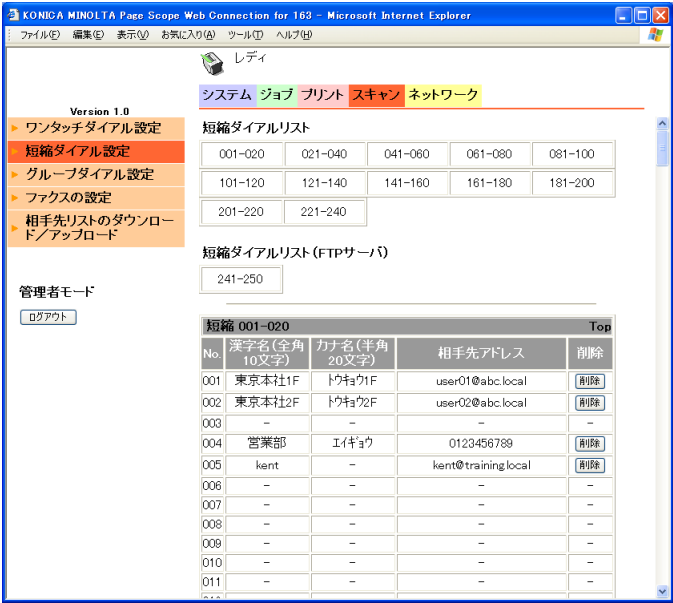 KONICA MINOLTA Page Scope Web Connection for 163 - Microsoft Internet Explorer
ファイル(F) 編集(E) 表示(V) お気に入り(A) ツール(T) ヘルプ(H)
レディ
システム ジョブ プリント スキャン ネットワーク
Version 1.0
ワンタッチダイアル設定
短縮ダイアル設定
グループダイアル設定
ファクスの設定
相手先リストのダウンロー
ド／アップロード
管理者モード
ログアウト
短縮ダイアルリスト
001-020 021-040 041-060 061-080 081-100
101-120 121-140 141-160 161-180 181-200
201-220 221-240
短縮ダイアルリスト(FTPサーバ)
241-250
短縮 001-020 Top
No. 漢字名(全角10文字) カナ名(半角20文字) 相手先アドレス 削除
001 東京本社1F ﾄｳｷｮｳ1F user01@abc.local 削除
002 東京本社2F ﾄｳｷｮｳ2F user02@abc.local 削除
003 - - - -
004 営業部 ｴｲｷﾞｮｳ 0123456789 削除
005 kent - kent@training.local 削除
006 - - - -
007 - - - -
008 - - - -
009 - - - -
010 - - - -
011 - - - -